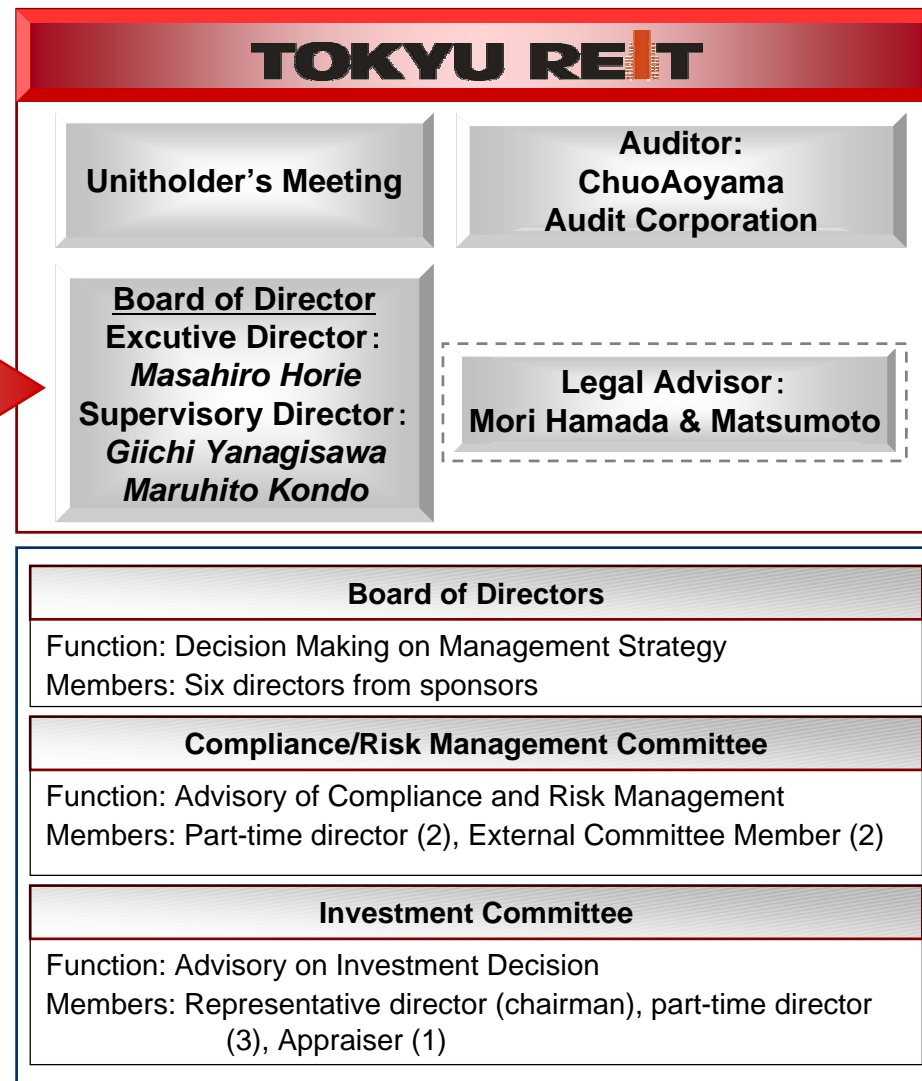 TOKYU REIT
Unitholder’s Meeting
Auditor:
ChuoAoyama
Audit Corporation
Board of Director
Excutive Director：
Masahiro Horie
Supervisory Director：
Giichi Yanagisawa
Maruhito Kondo
Legal Advisor：
Mori Hamada & Matsumoto
Board of Directors
Function: Decision Making on Management Strategy
Members: Six directors from sponsors
Compliance/Risk Management Committee
Function: Advisory of Compliance and Risk Management
Members: Part-time director (2), External Committee Member (2)
Investment Committee
Function: Advisory on Investment Decision
Members: Representative director (chairman), part-time director
(3), Appraiser (1)